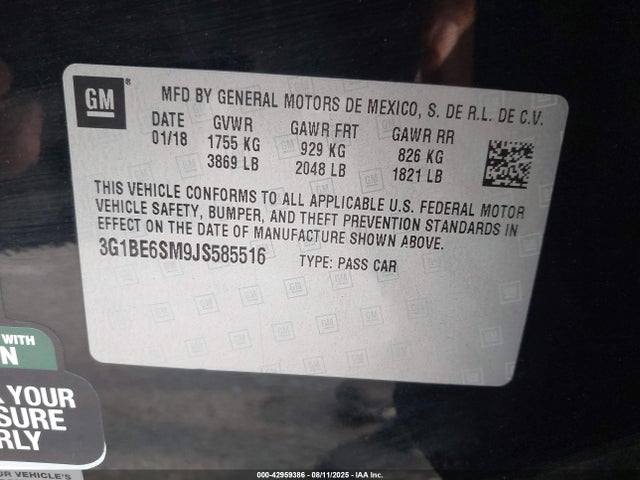 GM ®
MFD BY GENERAL MOTORS DE MEXICO, S. DE R.L. DE C.V.
DATE GVWR GAWR FRT GAWR RR
01/18 1755 KG 929 KG 826 KG
3869 LB 2048 LB 1821 LB
THIS VEHICLE CONFORMS TO ALL APPLICABLE U.S. FEDERAL MOTOR
VEHICLE SAFETY, BUMPER, AND THEFT PREVENTION STANDARDS IN
EFFECT ON THE DATE OF MANUFACTURE SHOWN ABOVE.
3G1BE6SM9JS585516 TYPE: PASS CAR
WITH
YOUR
OUR VEHICLE'S
000-42959386 - 08/11/2025 - IAA Inc.